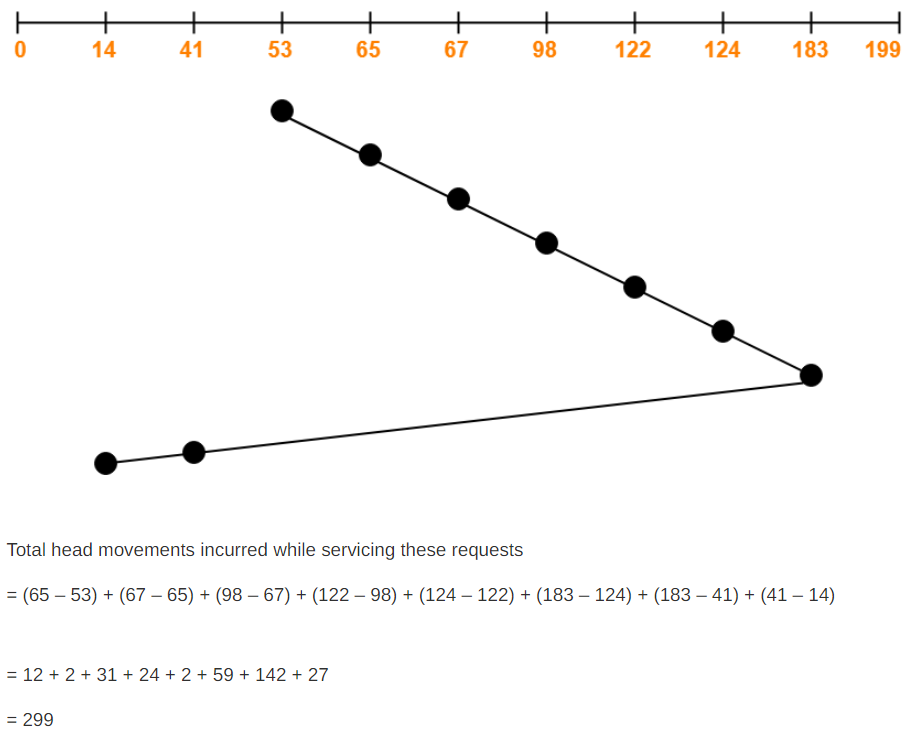 0 14 41 53 65 67 98 122 124 183 199
Total head movements incurred while servicing these requests
= (65 – 53) + (67 – 65) + (98 – 67) + (122 – 98) + (124 – 122) + (183 – 124) + (183 – 41) + (41 – 14)
= 12 + 2 + 31 + 24 + 2 + 59 + 142 + 27
= 299